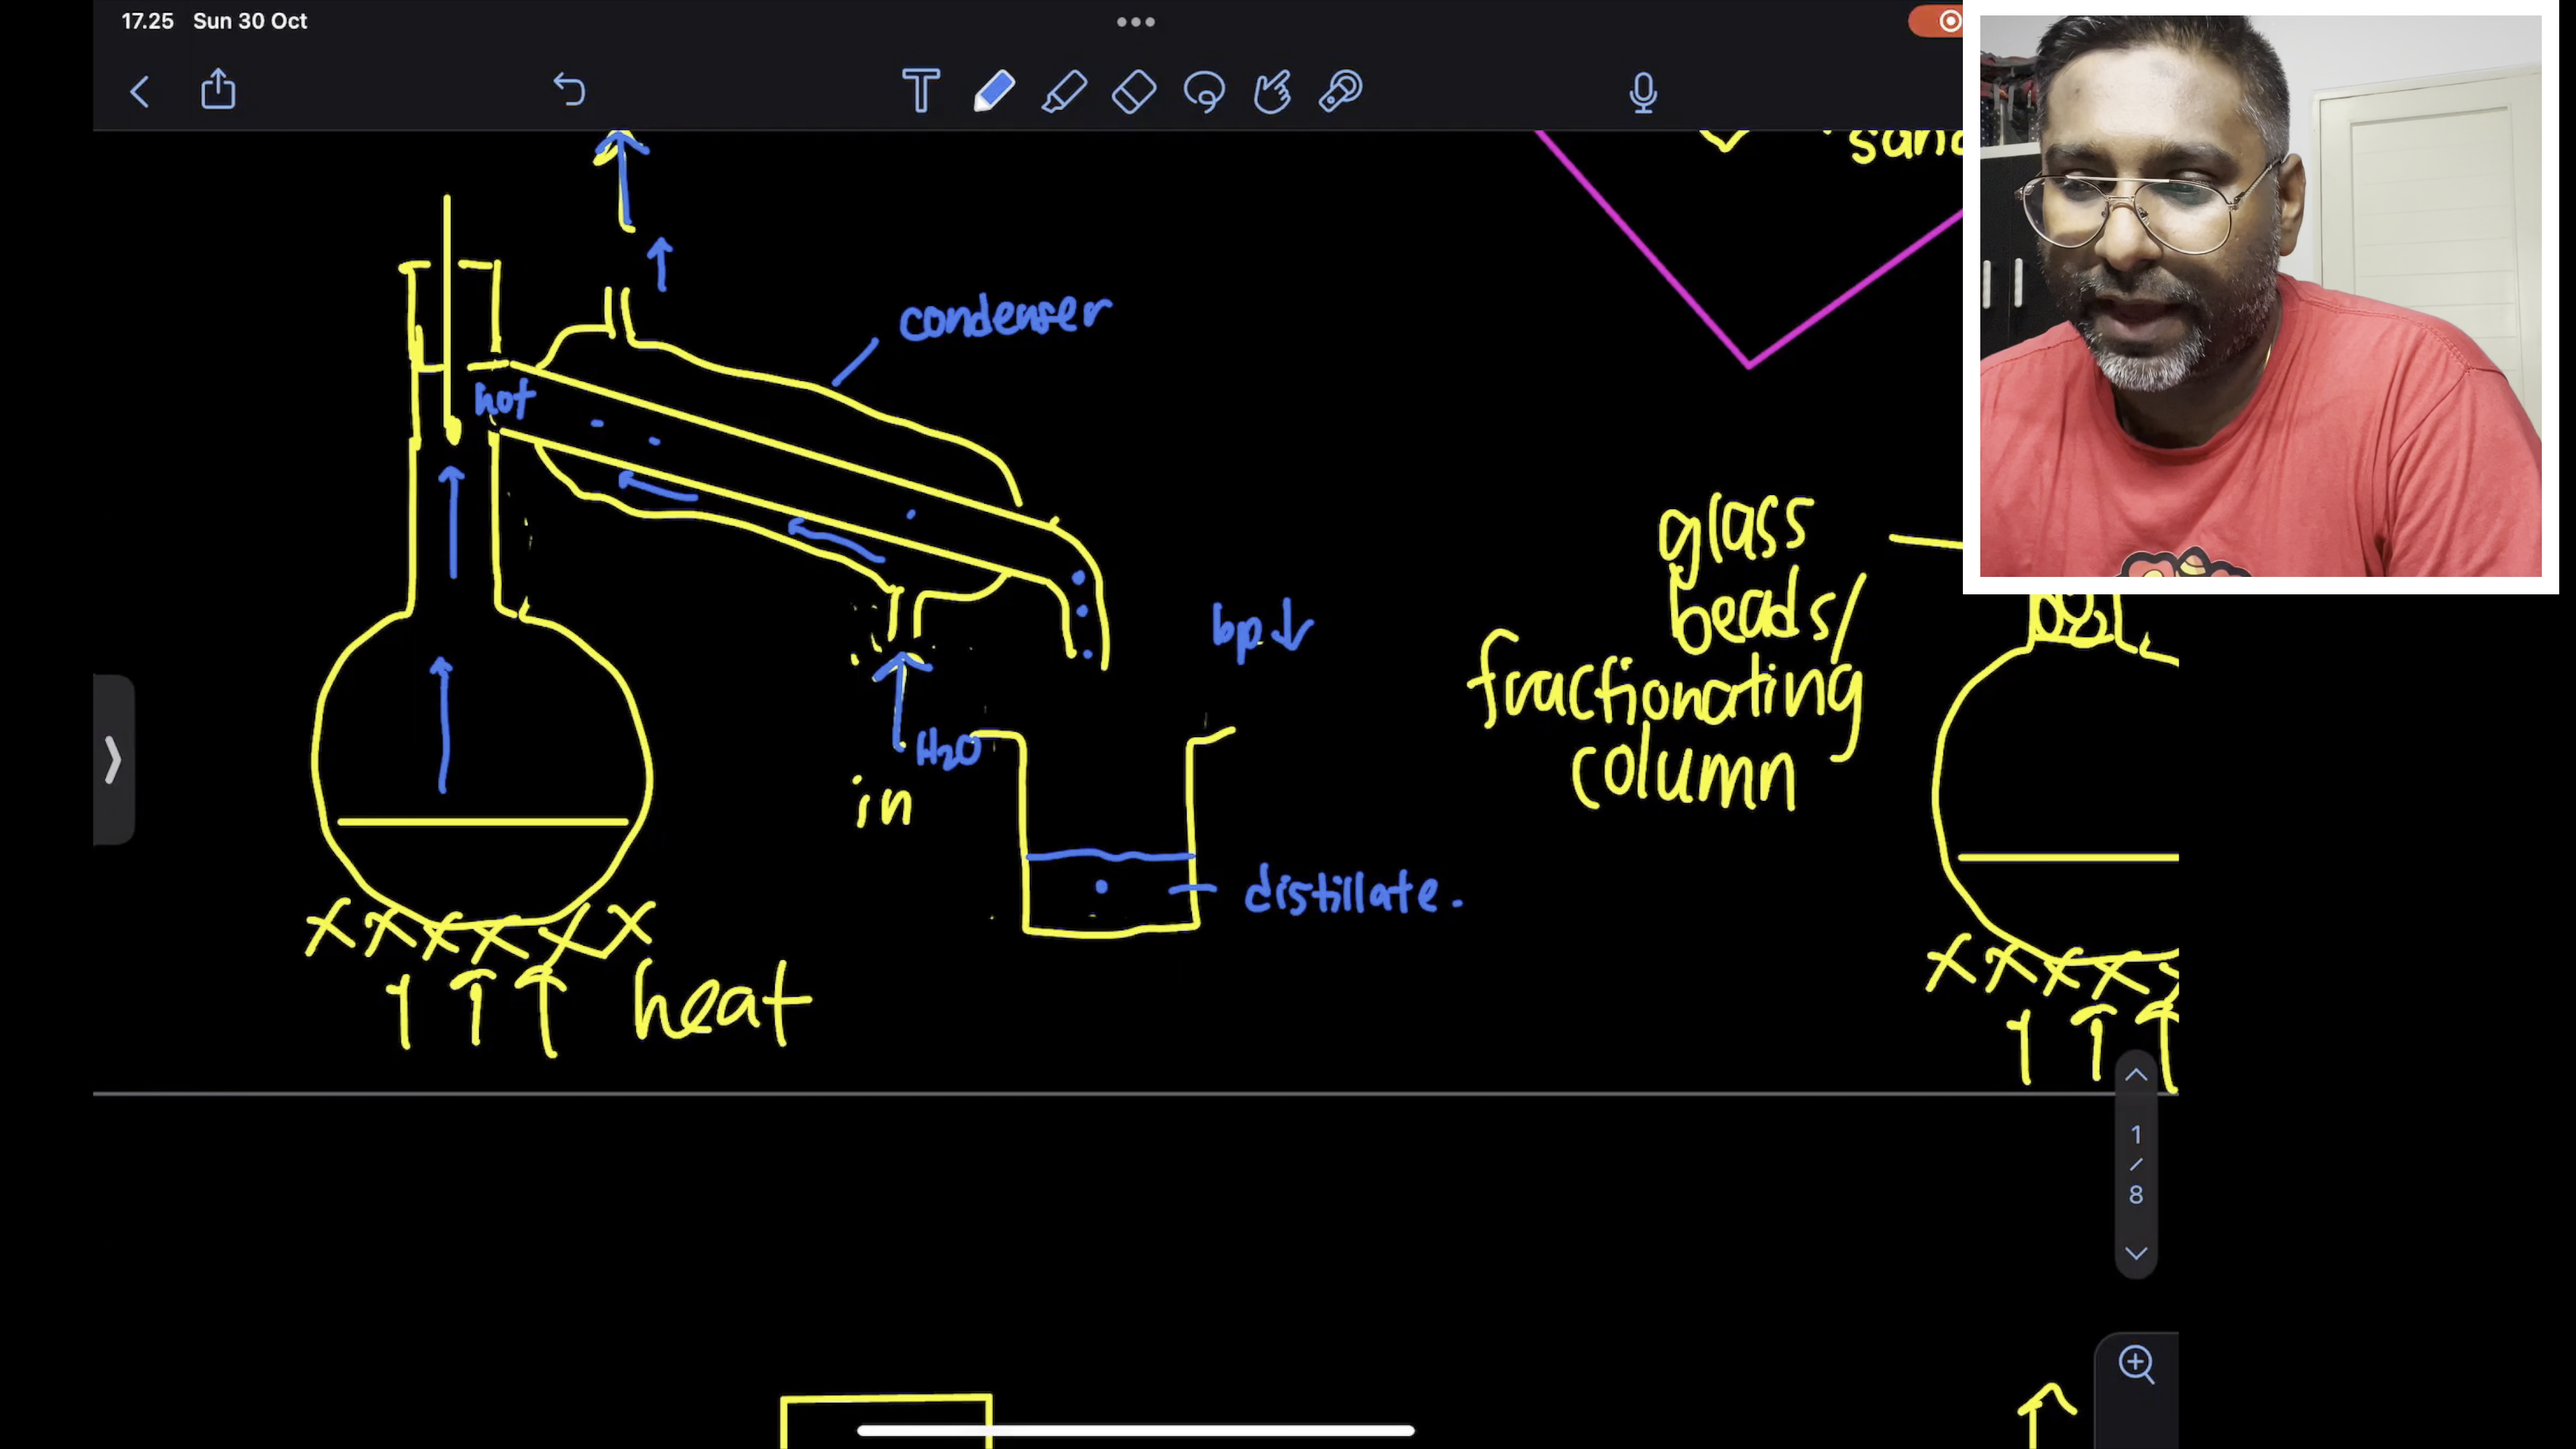 17.25 Sun 30 Oct
T
condenser
hot
bp ↓
H2O
in
distillate.
heat
glass
beads/
fractionating
column
1
/
8